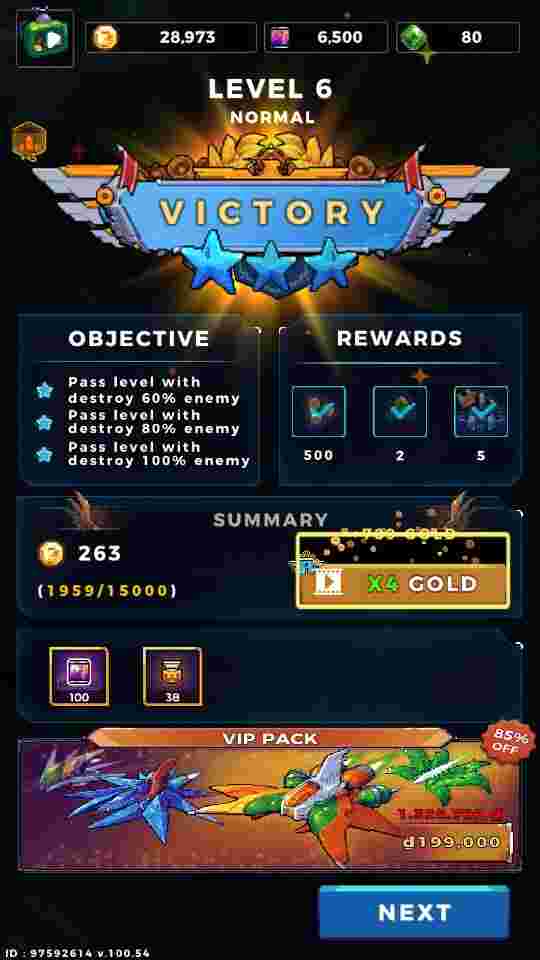 28,973 6,500 80
LEVEL 6
NORMAL
VICTORY
OBJECTIVE
Pass level with
destroy 60% enemy
Pass level with
destroy 80% enemy
Pass level with
destroy 100% enemy
REWARDS
500 2 5
SUMMARY
263
(1959/15000)
X4 GOLD
100 38
VIP PACK
85%
OFF
đ199,000
NEXT
ID : 97592614 v.100.54